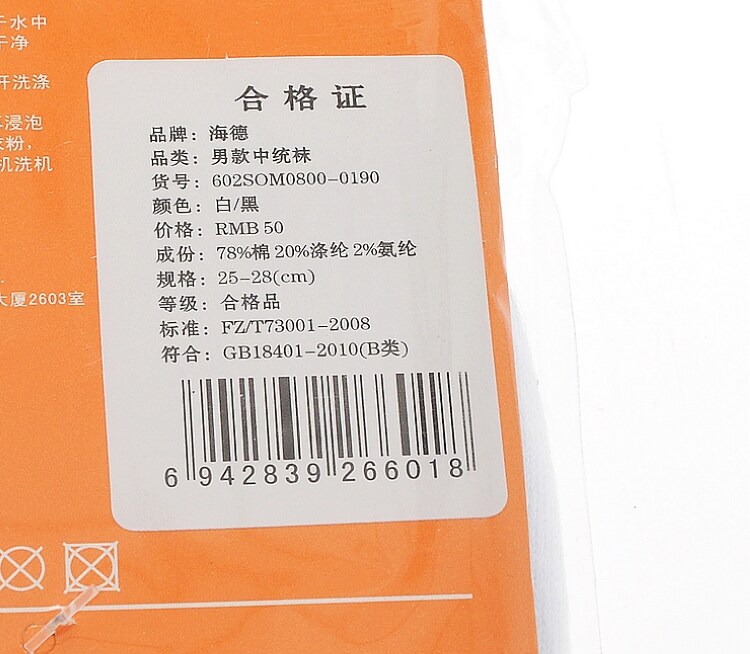 于水中
干净
开洗涤
浸泡
粉，
机洗机
大厦2603室
合格证
品牌：海德
品类：男款中统袜
货号：602SOM0800-0190
颜色：白/黑
价格：RMB 50
成份：78%棉 20%涤纶 2%氨纶
规格：25-28(cm)
等级：合格品
标准：FZ/T73001-2008
符合：GB18401-2010(B类)
6 942839 266018